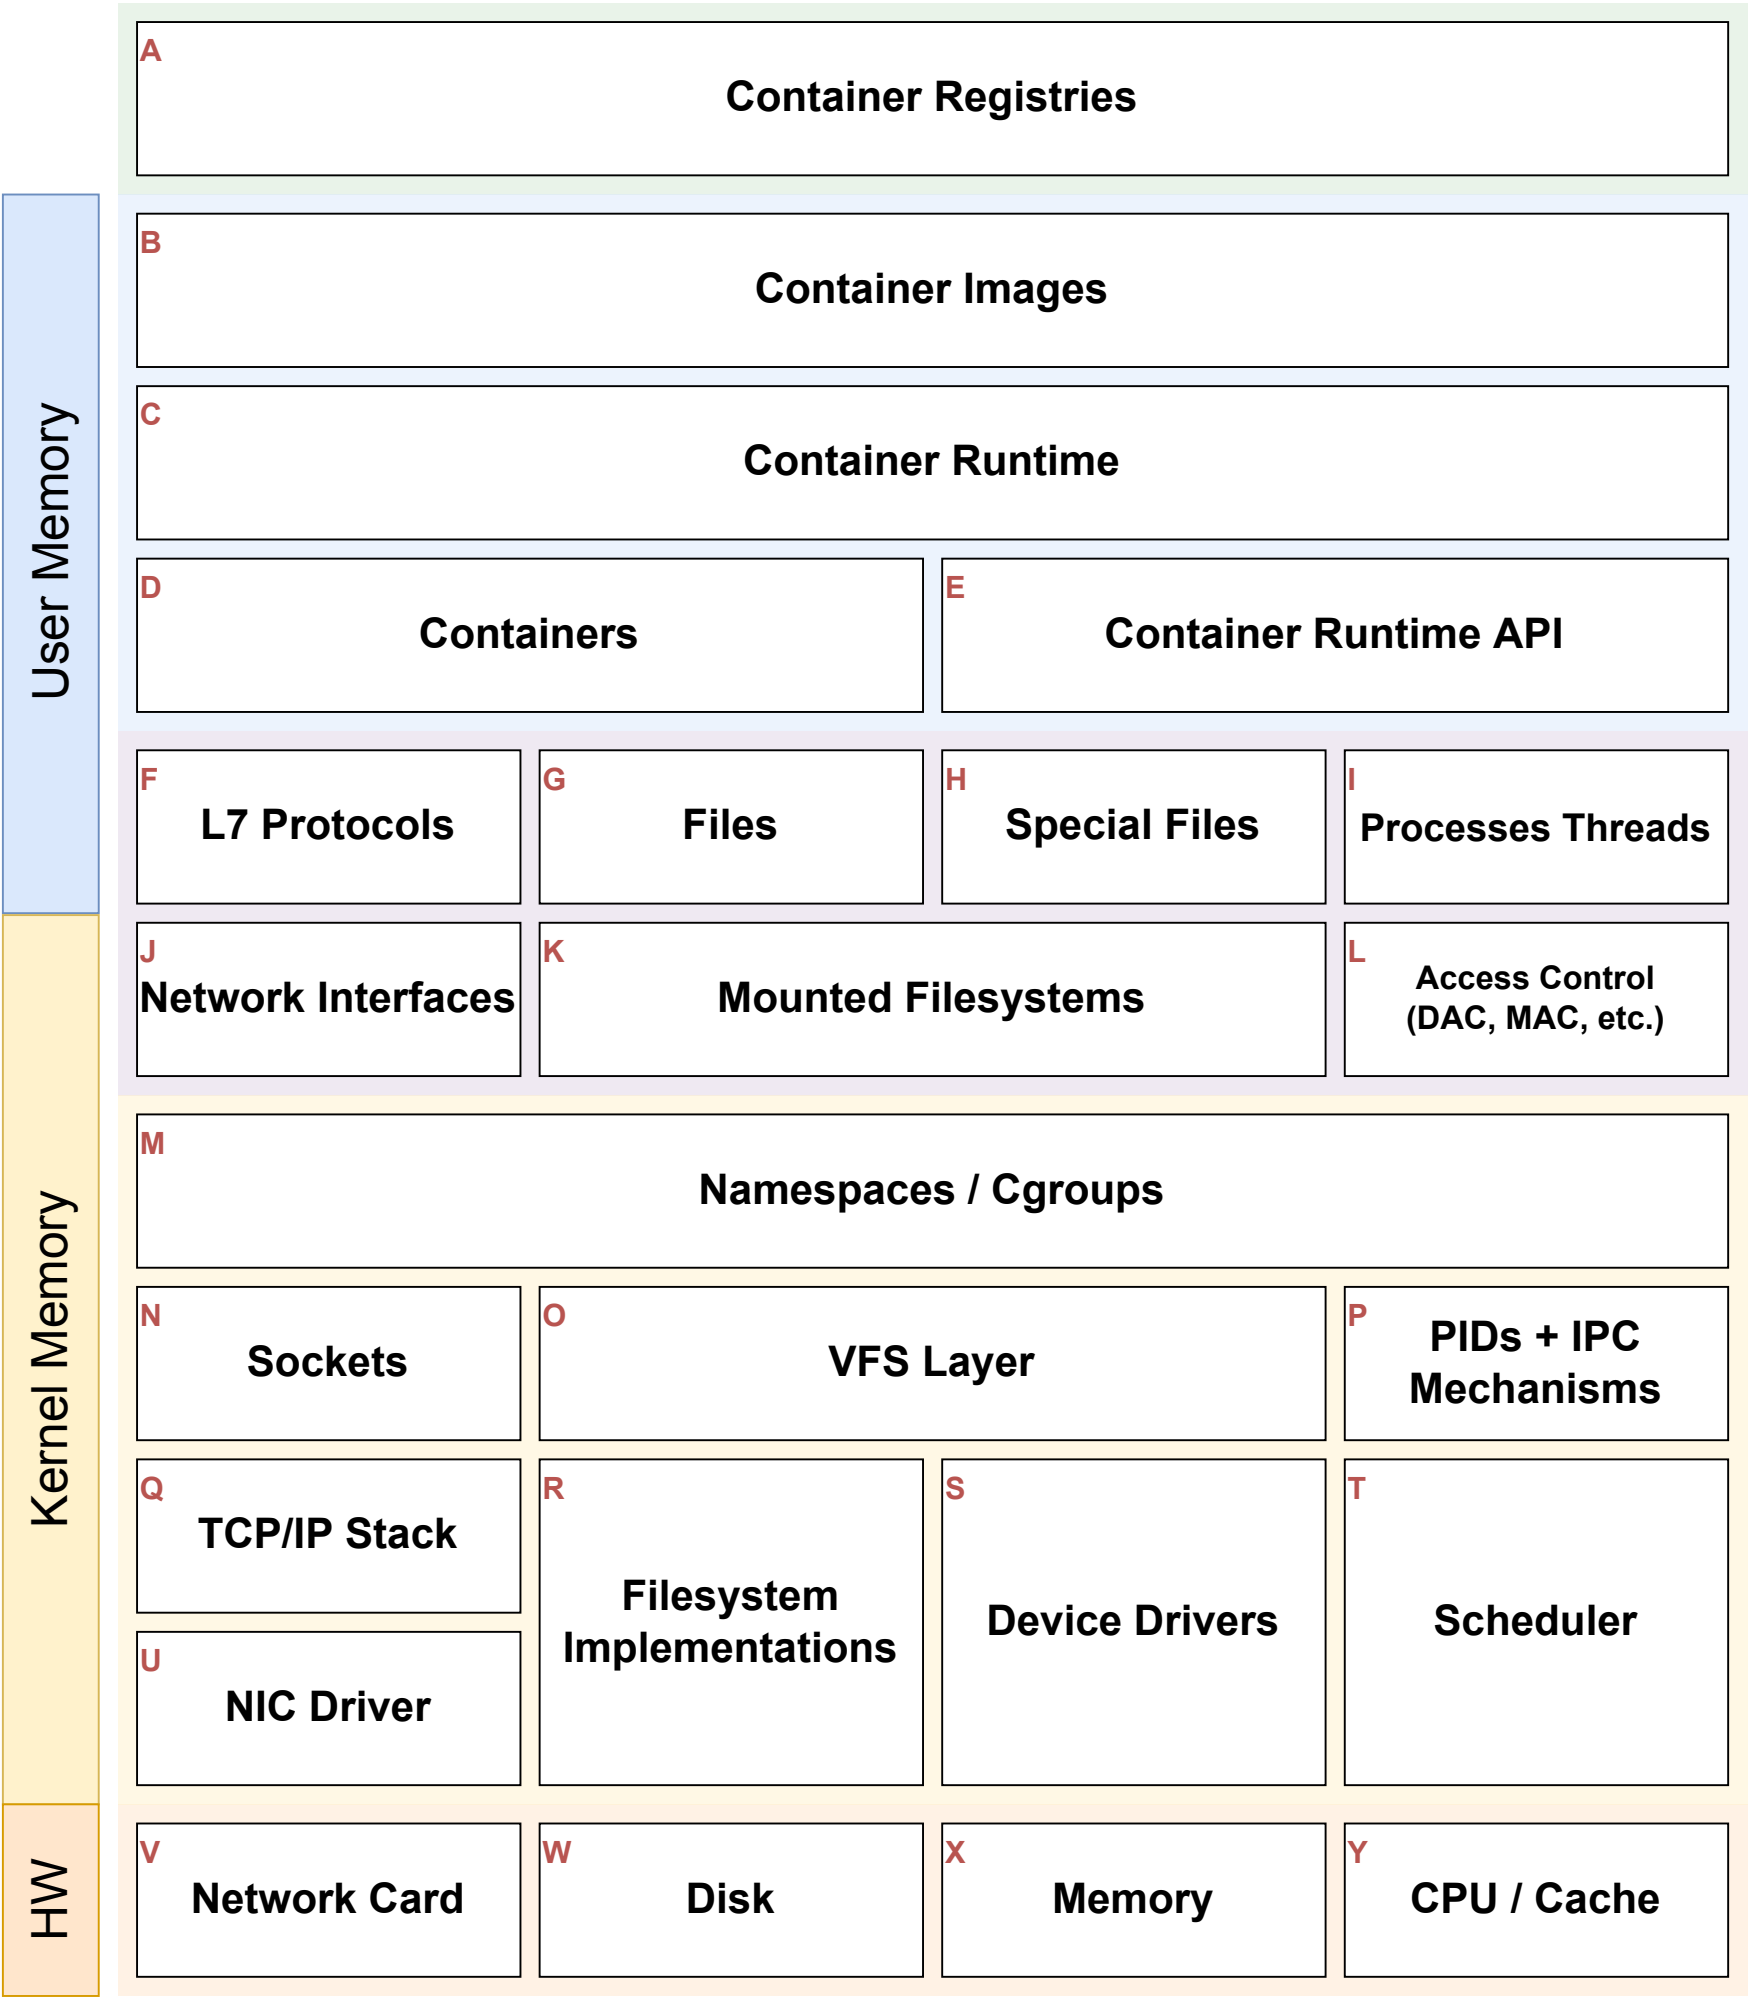 A
Container Registries
User Memory
B
Container Images
C
Container Runtime
D
Containers
E
Container Runtime API
F
L7 Protocols
G
Files
H
Special Files
I
Processes Threads
Kernel Memory
J
Network Interfaces
K
Mounted Filesystems
L
Access Control
(DAC, MAC, etc.)
M
Namespaces / Cgroups
N
Sockets
O
VFS Layer
P
PIDs + IPC
Mechanisms
Q
TCP/IP Stack
R
Filesystem
Implementations
S
Device Drivers
T
Scheduler
U
NIC Driver
HW
V
Network Card
W
Disk
X
Memory
Y
CPU / Cache